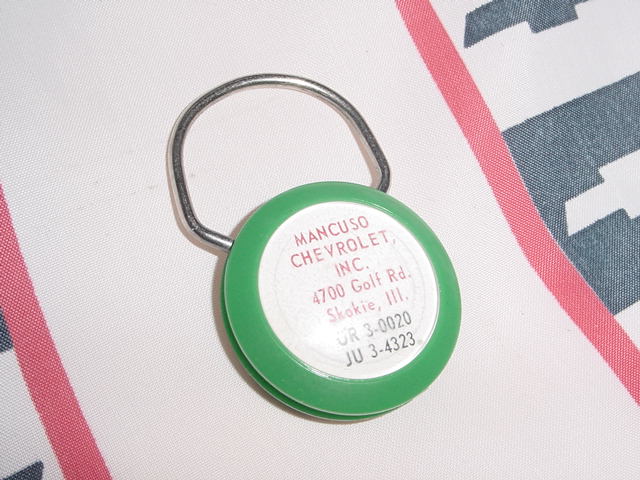 MANCUSO
CHEVROLET,
INC.
4700 Golf Rd.
Skokie, Ill.
OR 3-0020
JU 3-4323